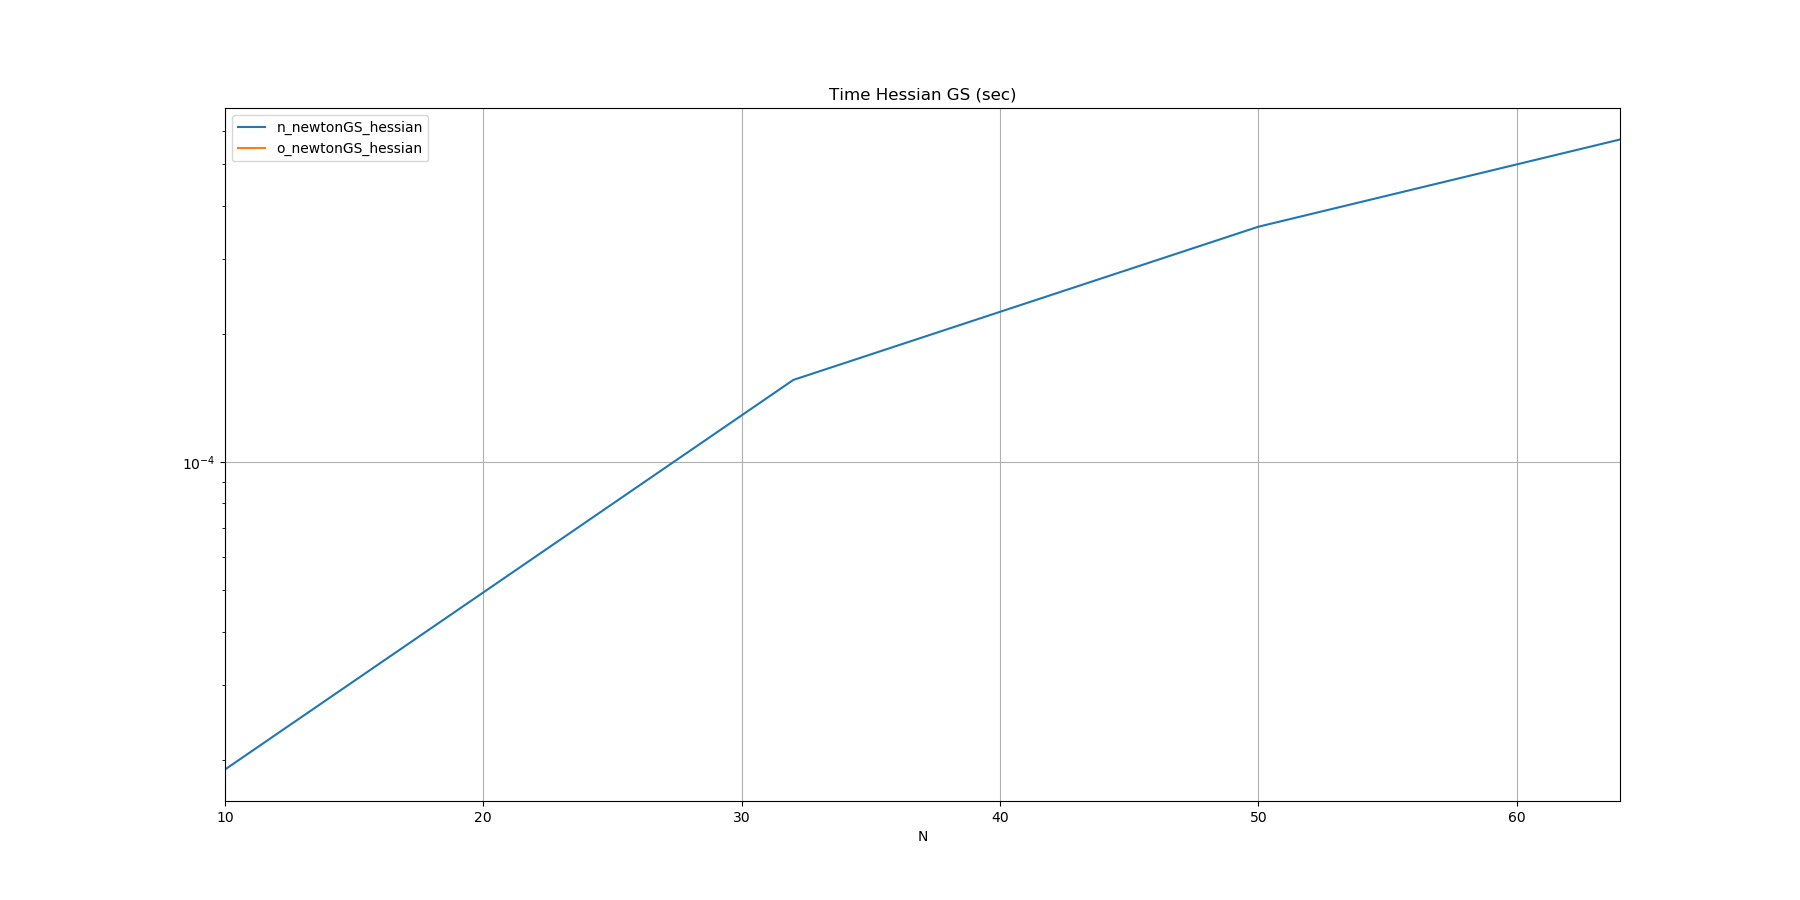 Time Hessian GS (sec)
n_newtonGS_hessian
o_newtonGS_hessian
10⁻⁴
10 20 30 40 50 60
N